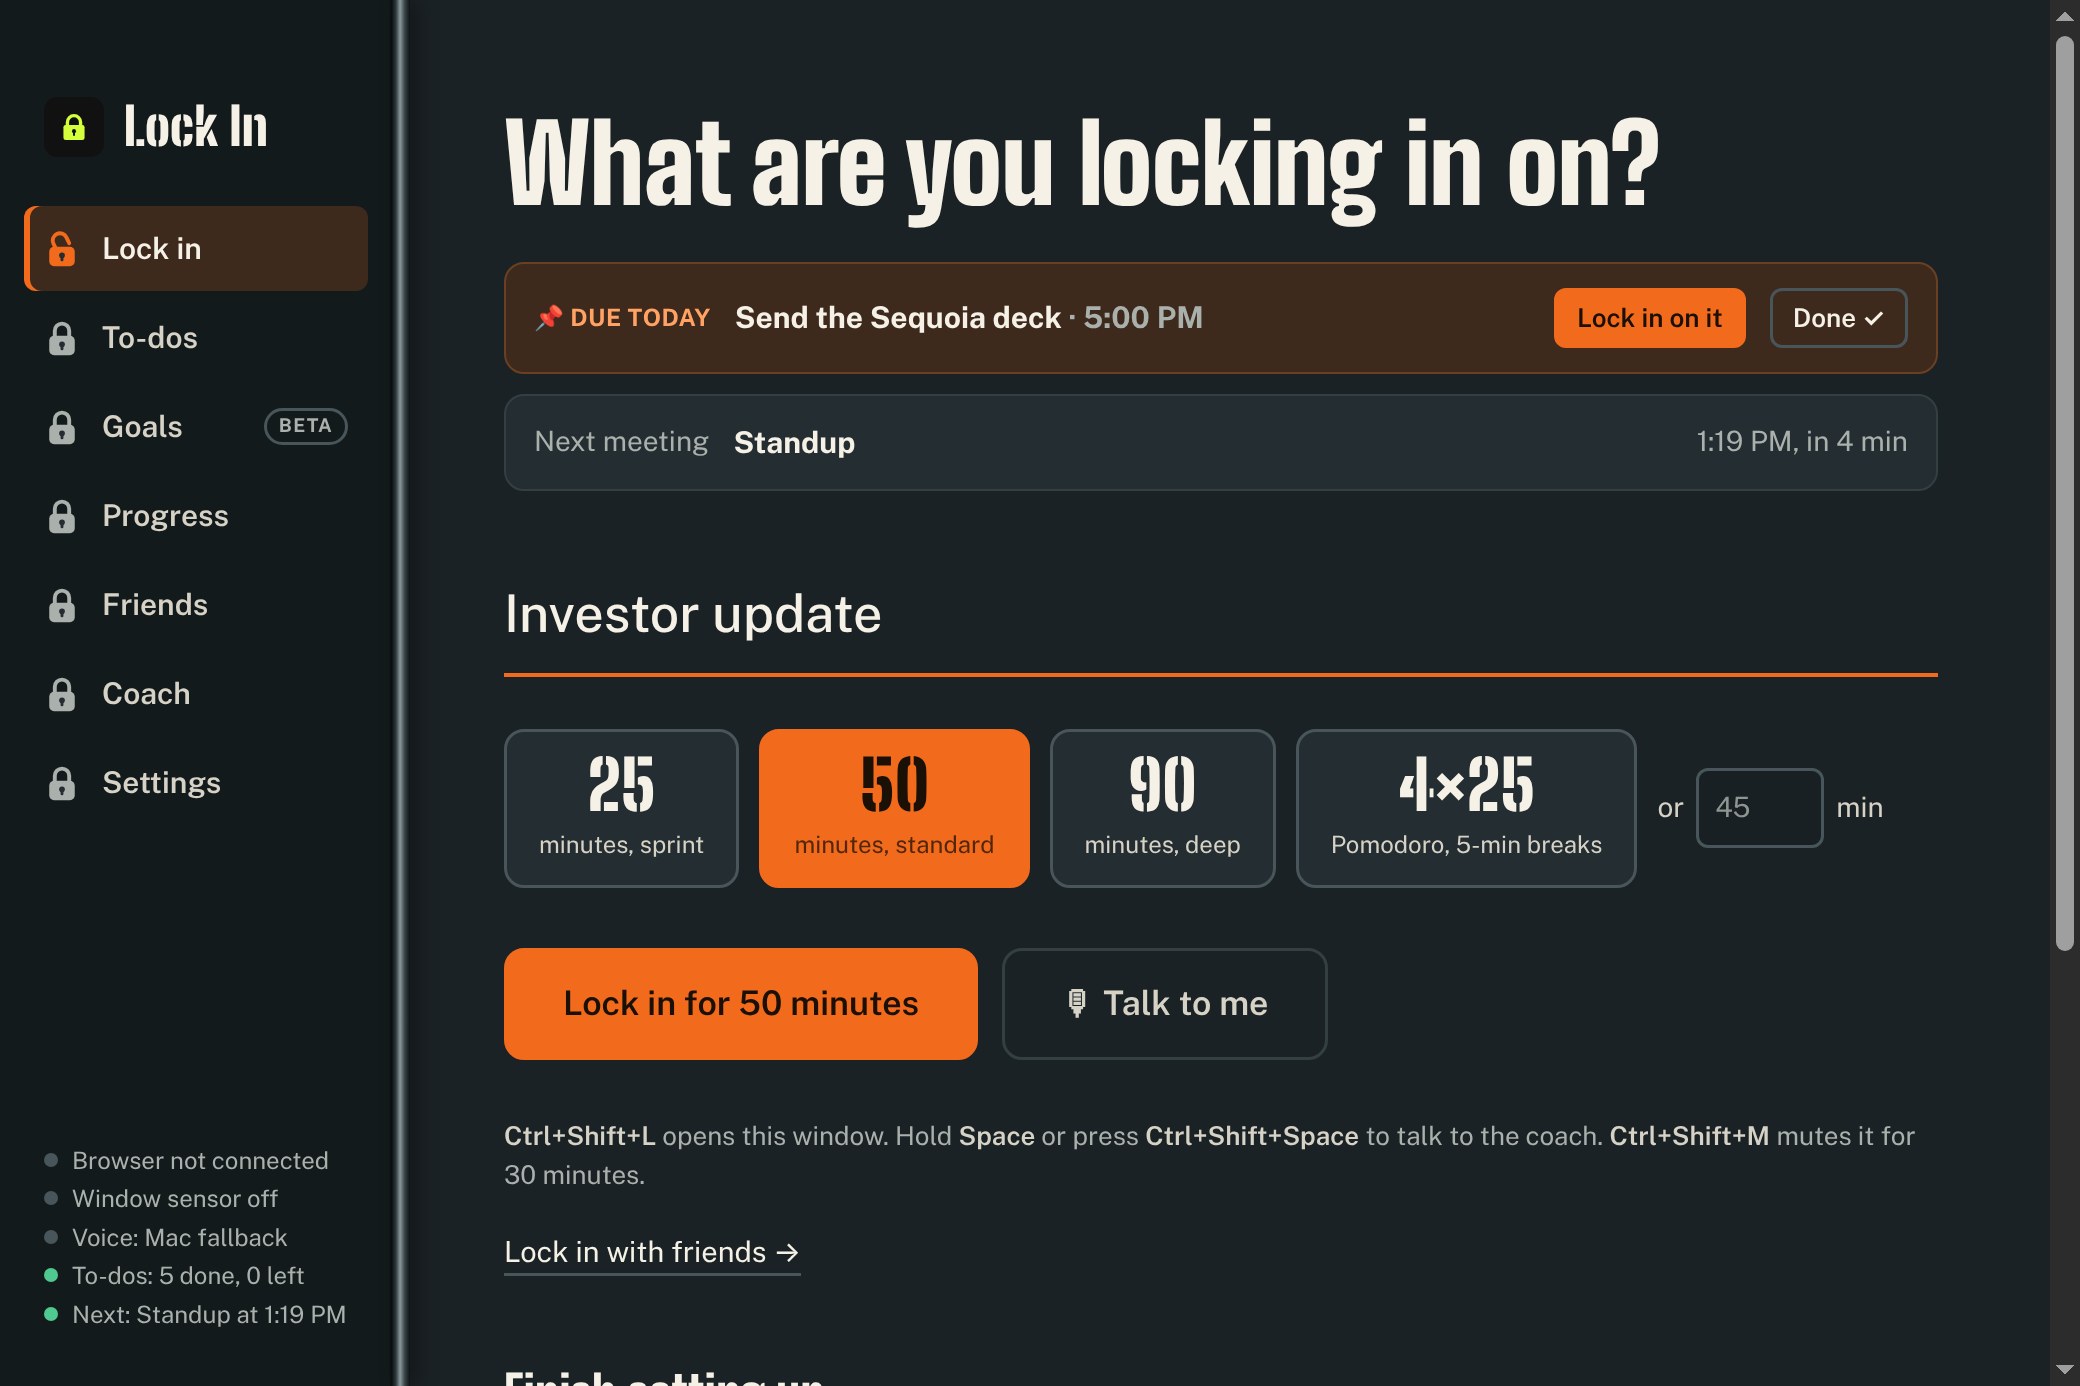 Lock In
Lock in
To-dos
Goals BETA
Progress
Friends
Coach
Settings
Browser not connected
Window sensor off
Voice: Mac fallback
To-dos: 5 done, 0 left
Next: Standup at 1:19 PM
What are you locking in on?
📌 DUE TODAY Send the Sequoia deck · 5:00 PM Lock in on it Done ✓
Next meeting Standup 1:19 PM, in 4 min
Investor update
25 minutes, sprint
50 minutes, standard
90 minutes, deep
4×25 Pomodoro, 5-min breaks
or 45 min
Lock in for 50 minutes
🎙 Talk to me
Ctrl+Shift+L opens this window. Hold Space or press Ctrl+Shift+Space to talk to the coach. Ctrl+Shift+M mutes it for
30 minutes.
Lock in with friends →
Finish setting up